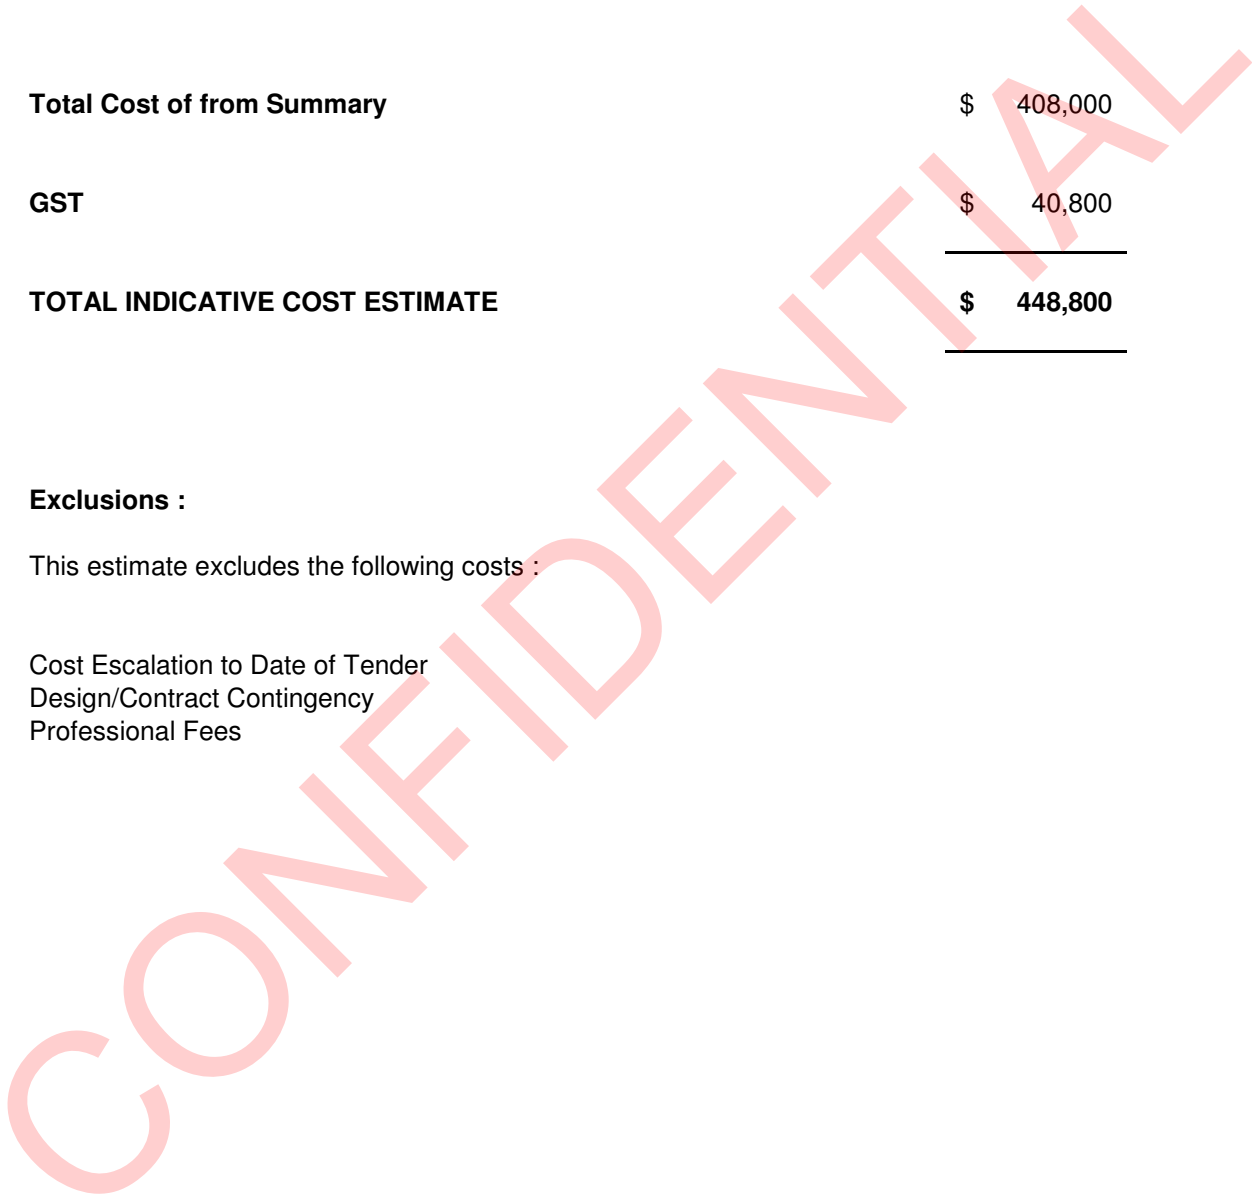 Total Cost of from Summary $ 408,000
GST $ 40,800
TOTAL INDICATIVE COST ESTIMATE $ 448,800
Exclusions :
This estimate excludes the following costs :
Cost Escalation to Date of Tender
Design/Contract Contingency
Professional Fees
CONFIDENTIAL